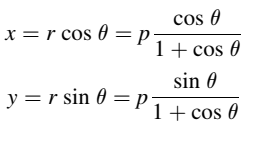 x = r cos θ = p cos θ / (1 + cos θ)
y = r sin θ = p sin θ / (1 + cos θ)